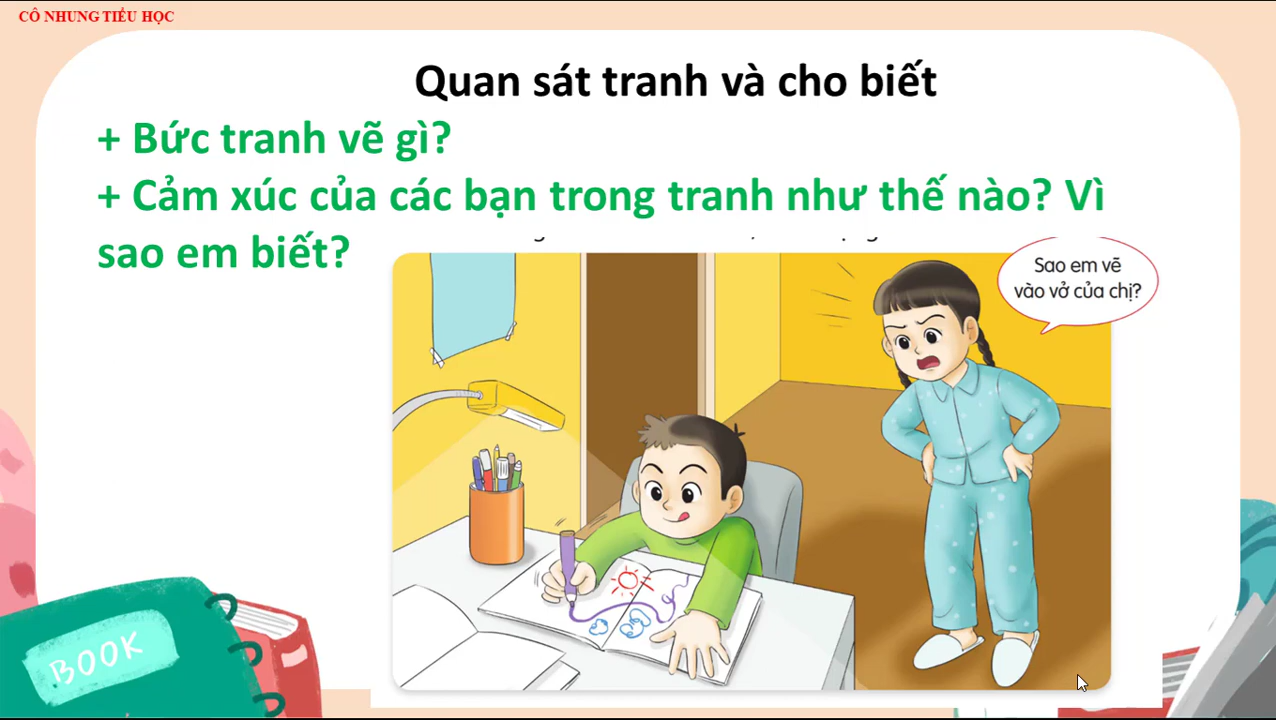 CÔ NHUNG TIỂU HỌC
Quan sát tranh và cho biết
+ Bức tranh vẽ gì?
+ Cảm xúc của các bạn trong tranh như thế nào? Vì
sao em biết?
Sao em vẽ
vào vở của chị?
BOOK